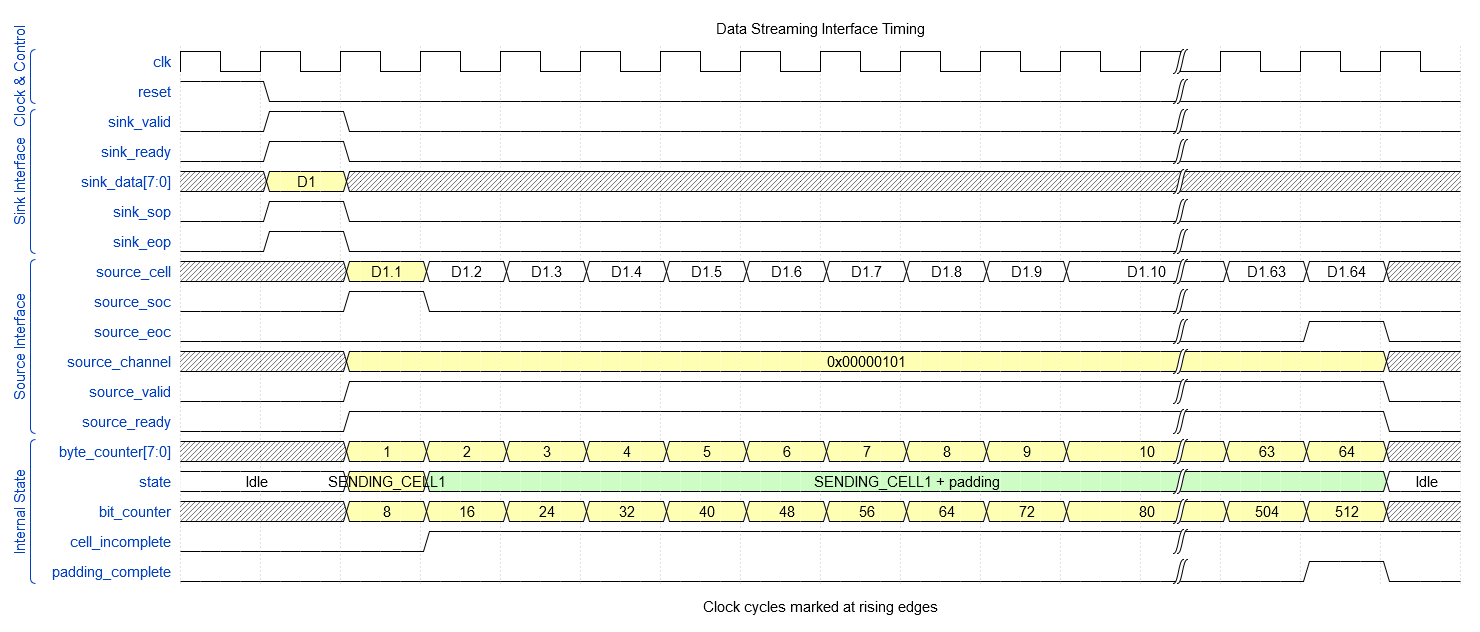 Data Streaming Interface Timing
Clock & Control
clk
reset
Sink Interface
sink_valid
sink_ready
sink_data[7:0] D1
sink_sop
sink_eop
Source Interface
source_cell D1.1 D1.2 D1.3 D1.4 D1.5 D1.6 D1.7 D1.8 D1.9 D1.10 D1.63 D1.64
source_soc
source_eoc
source_channel 0x00000101
source_valid
source_ready
Internal State
byte_counter[7:0] 1 2 3 4 5 6 7 8 9 10 63 64
state Idle SENDING_CELL1 SENDING_CELL1 + padding Idle
bit_counter 8 16 24 32 40 48 56 64 72 80 504 512
cell_incomplete
padding_complete
Clock cycles marked at rising edges